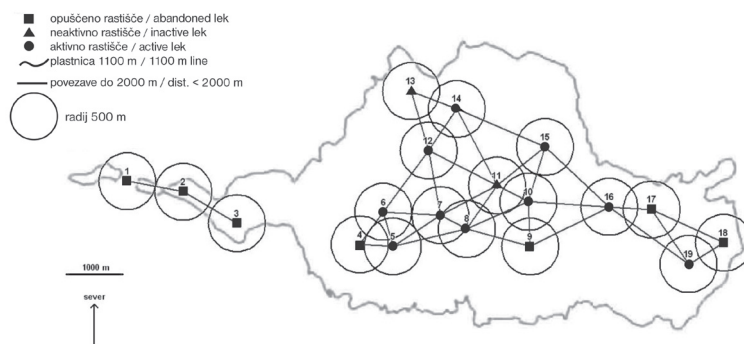 opuščeno rastišče / abandoned lek
neaktivno rastišče / inactive lek
aktivno rastišče / active lek
plastnica 1100 m / 1100 m line
povezave do 2000 m / dist. < 2000 m
radij 500 m
13
14
12
15
1
2
3
11
10
6
7
8
4
5
9
16
17
18
19
1000 m
sever